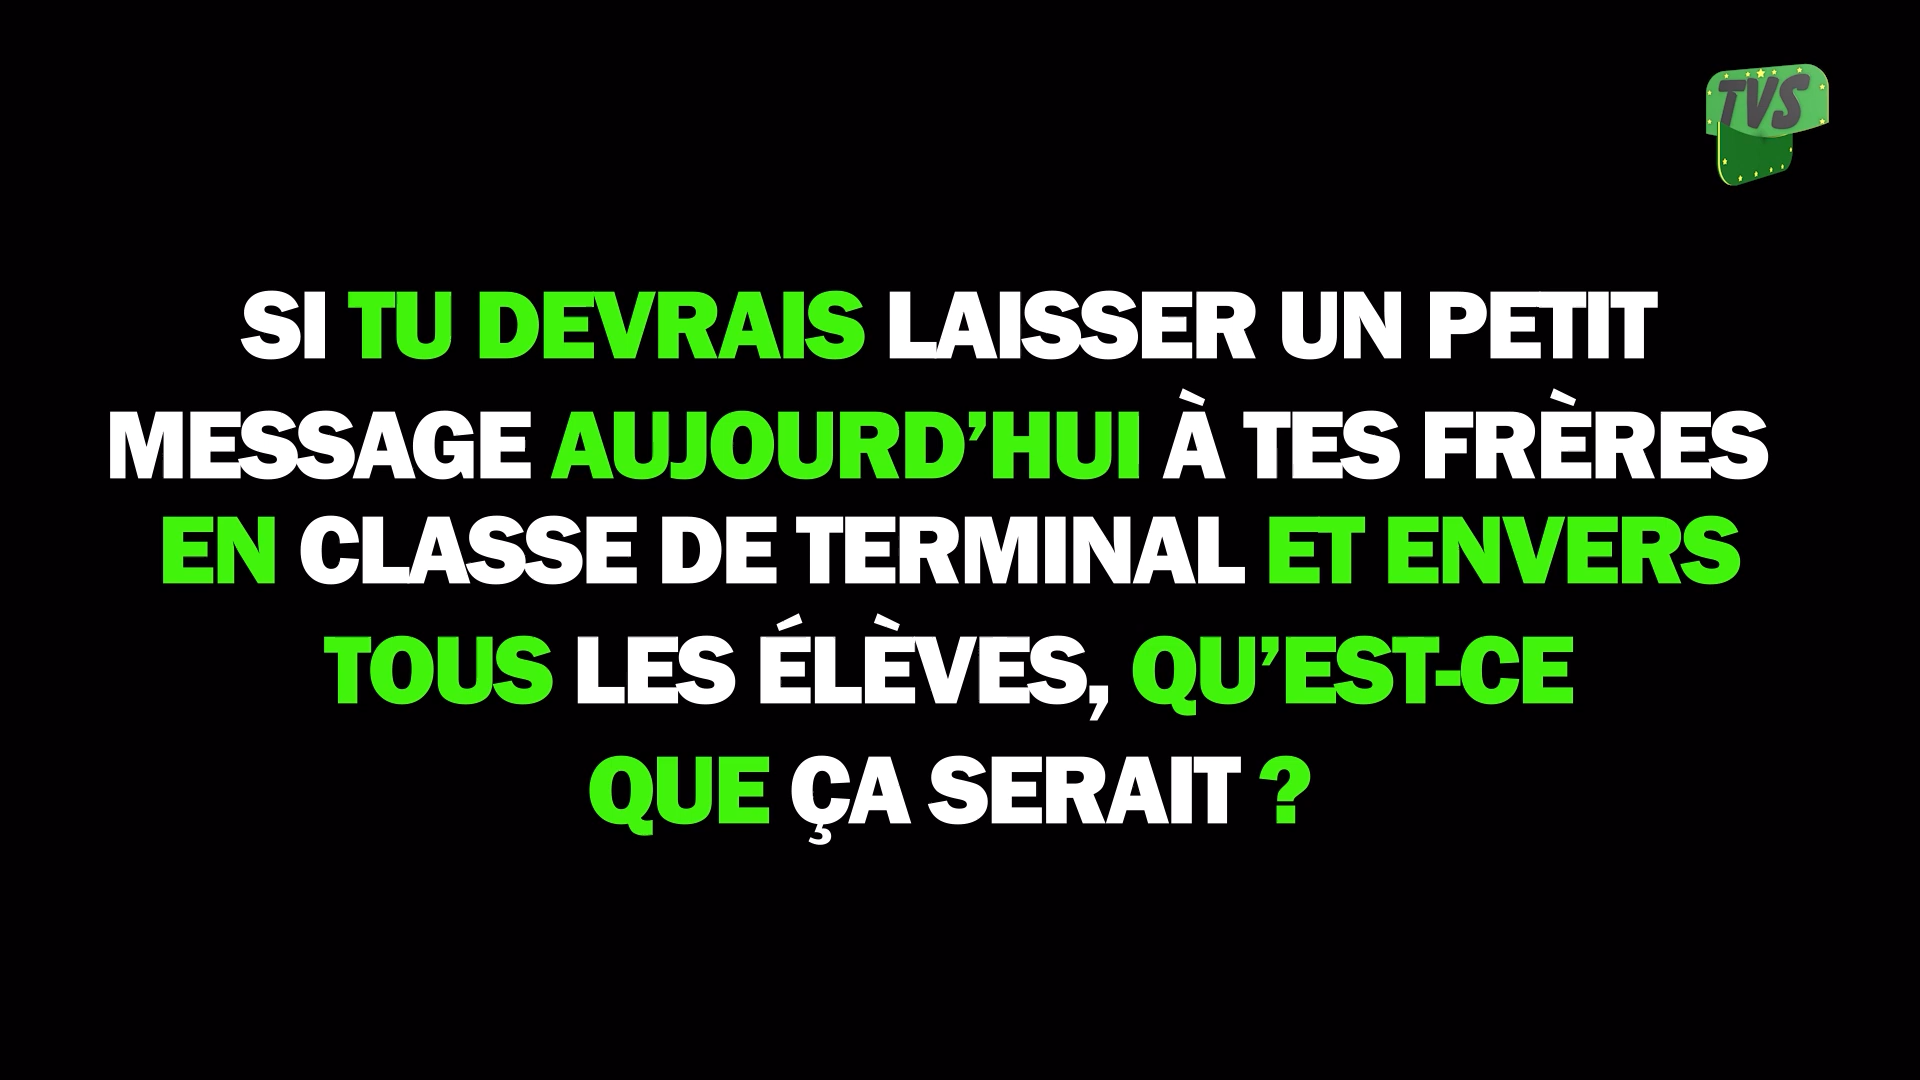 TVS
SI TU DEVRAIS LAISSER UN PETIT
MESSAGE AUJOURD’HUI À TES FRÈRES
EN CLASSE DE TERMINAL ET ENVERS
TOUS LES ÉLÈVES, QU’EST-CE
QUE ÇA SERAIT ?